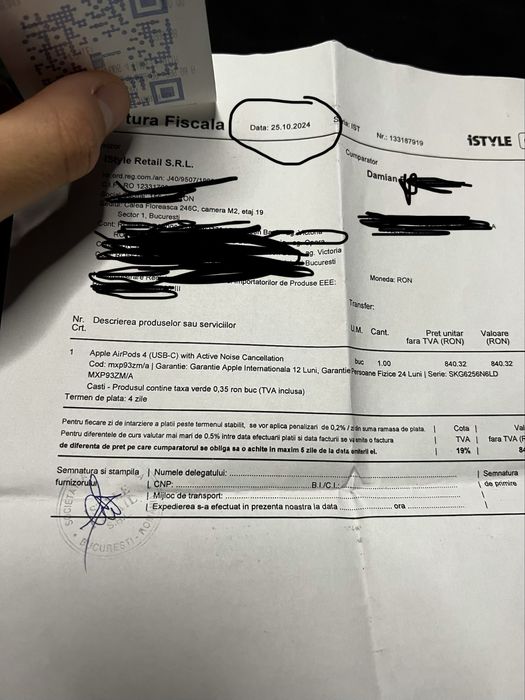 tura Fiscala
Data: 25.10.2024
Nr.: 133187919
iSTYLE
Cumparator
iStyle Retail S.R.L.
Damian
Calea Floreasca 246C, camera M2, etaj 19
Sector 1, Bucuresti
Cont:
Victoria
Bucuresti
importatorilor de Produse EEE:
Moneda: RON
Transfer:
Nr. Crt. Descrierea produselor sau serviciilor U.M. Cant. Pret unitar fara TVA (RON) Valoare (RON)
1 Apple AirPods 4 (USB-C) with Active Noise Cancellation buc 1.00 840.32 840.32
Cod: mxp93zm/a | Garantie: Garantie Apple Internationala 12 Luni, Garantie Persoane Fizice 24 Luni | Serie: SKG6256N6LD
MXP93ZM/A
Casti - Produsul contine taxa verde 0,35 ron buc (TVA inclusa)
Termen de plata: 4 zile
Pentru fiecare zi de intarziere a platii peste termenul stabilit, se vor aplica penalizari de 0,2% / zi din suma ramasa de plata.
Pentru diferentele de curs valutar mai mari de 0.5% intre data efectuarii platii si data facturii se va emite o factura
de diferenta de pret pe care cumparatorul se obliga sa o achite in maxim 5 zile de la data emiterii ei.
| Cota |
| TVA | fara TVA
| 19% |
Semnatura si stampila furnizorului
| Numele delegatului:
| CNP: B.I./C.I.:
| Mijloc de transport:
| Expedierea s-a efectuat in prezenta noastra la data ora
| Semnatura
| de primire
BUCURESTI